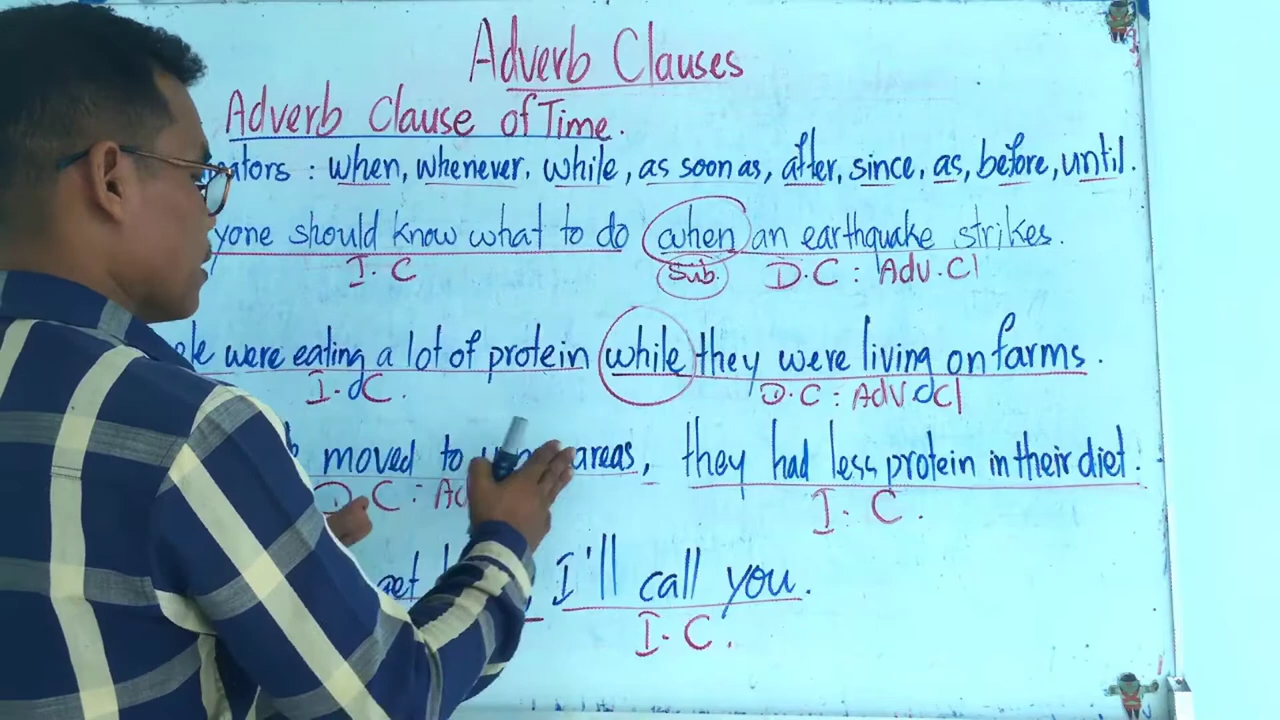 Adverb Clauses
Adverb Clause of Time.
ators : when, whenever, while, as soon as, after, since, as, before, until.
yone should know what to do when an earthquake strikes.
I. C Sub. D.C : Adv.Cl
ple were eating a lot of protein while they were living on farms.
I. C. D.C : Adv.Cl
moved to areas, they had less protein in their diet.
C : Ad I. C.
get I'll call you.
I. C.